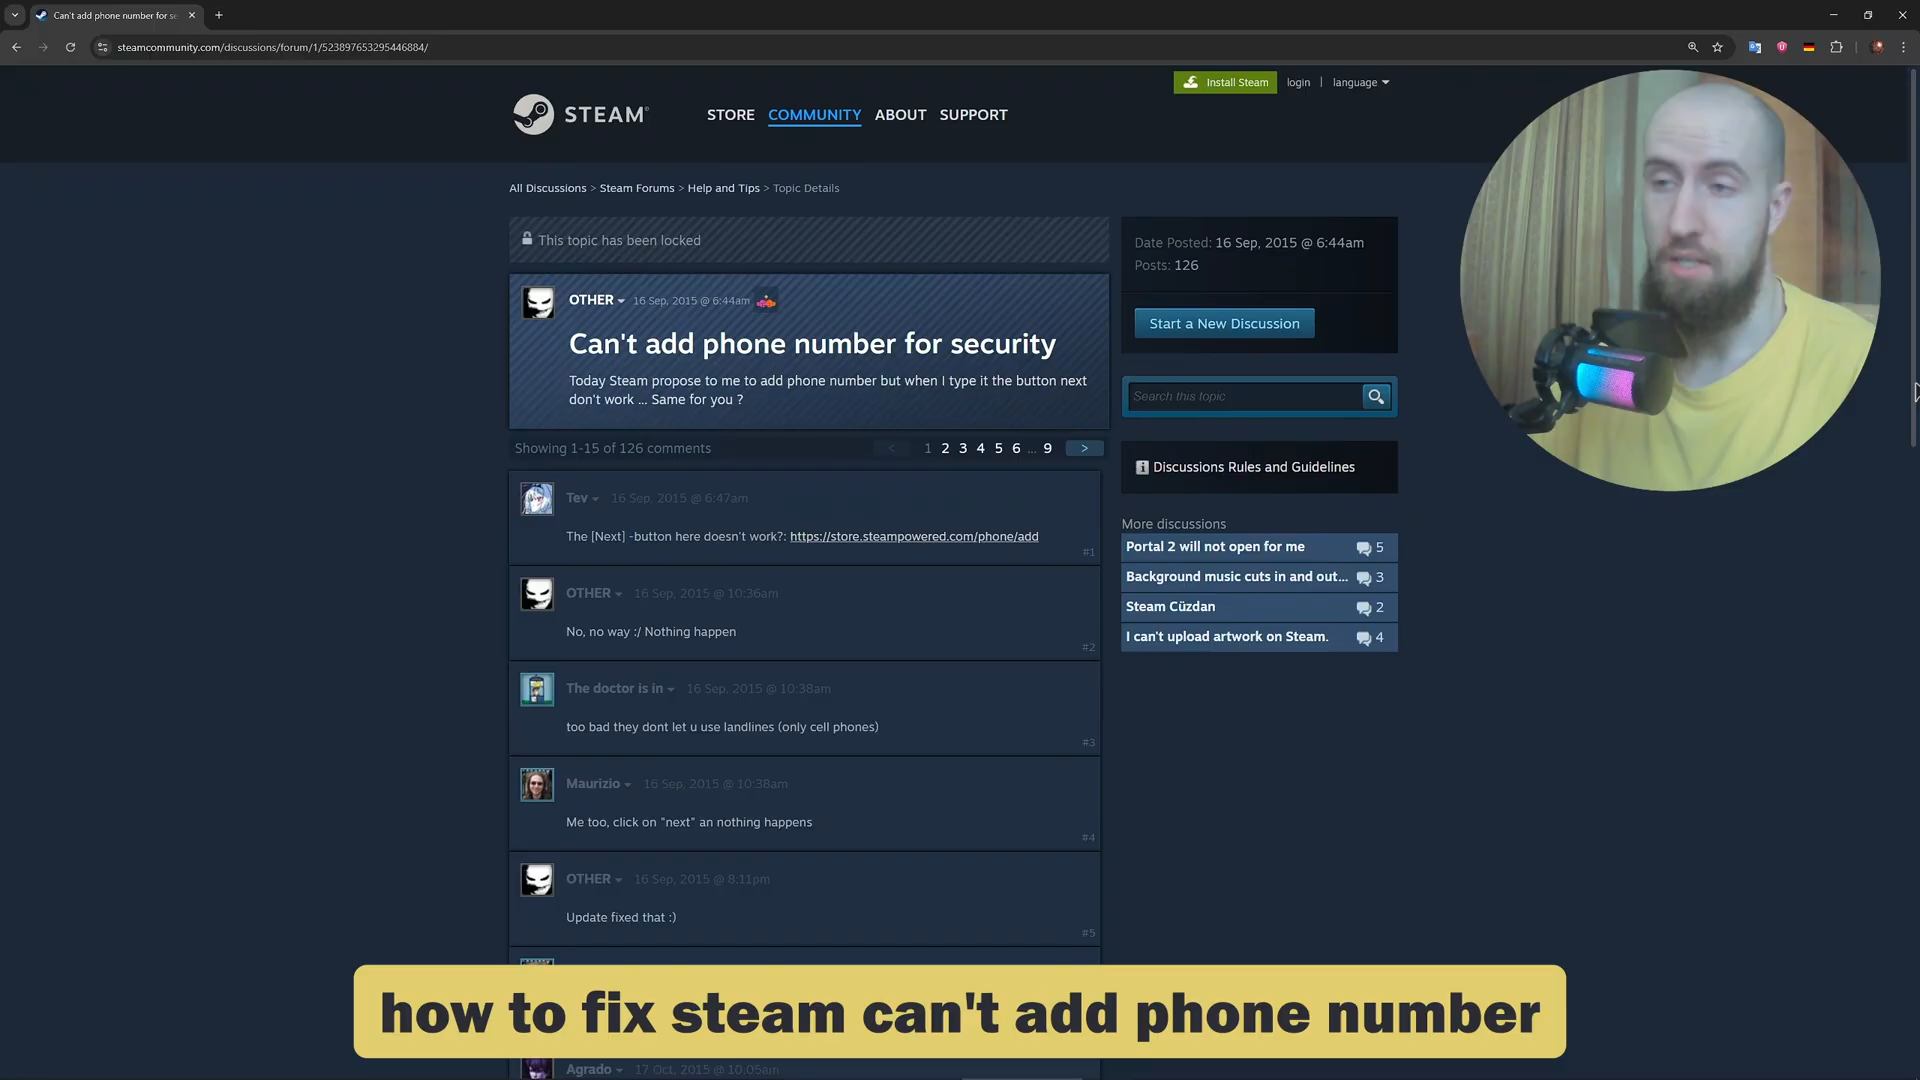 Can't add phone number for se
steamcommunity.com/discussions/forum/1/523897653295446884/
Install Steam
login
|
language
STEAM
STORE
COMMUNITY
ABOUT
SUPPORT
All Discussions > Steam Forums > Help and Tips > Topic Details
This topic has been locked
OTHER 16 Sep, 2015 @ 6:44am
Can't add phone number for security
Today Steam propose to me to add phone number but when I type it the button next
don't work ... Same for you ?
Showing 1-15 of 126 comments
< 1 2 3 4 5 6 ... 9 >
Tev 16 Sep, 2015 @ 6:47am
The [Next] -button here doesn't work?: https://store.steampowered.com/phone/add
#1
OTHER 16 Sep, 2015 @ 10:36am
No, no way :/ Nothing happen
#2
The doctor is in 16 Sep, 2015 @ 10:38am
too bad they dont let u use landlines (only cell phones)
#3
Maurizio 16 Sep, 2015 @ 10:38am
Me too, click on "next" an nothing happens
#4
OTHER 16 Sep, 2015 @ 8:11pm
Update fixed that :)
#5
Agrado 17 Oct, 2015 @ 10:05am
Date Posted: 16 Sep, 2015 @ 6:44am
Posts: 126
Start a New Discussion
Search this topic
Discussions Rules and Guidelines
More discussions
Portal 2 will not open for me 5
Background music cuts in and out... 3
Steam Cüzdan 2
I can't upload artwork on Steam. 4
how to fix steam can't add phone number